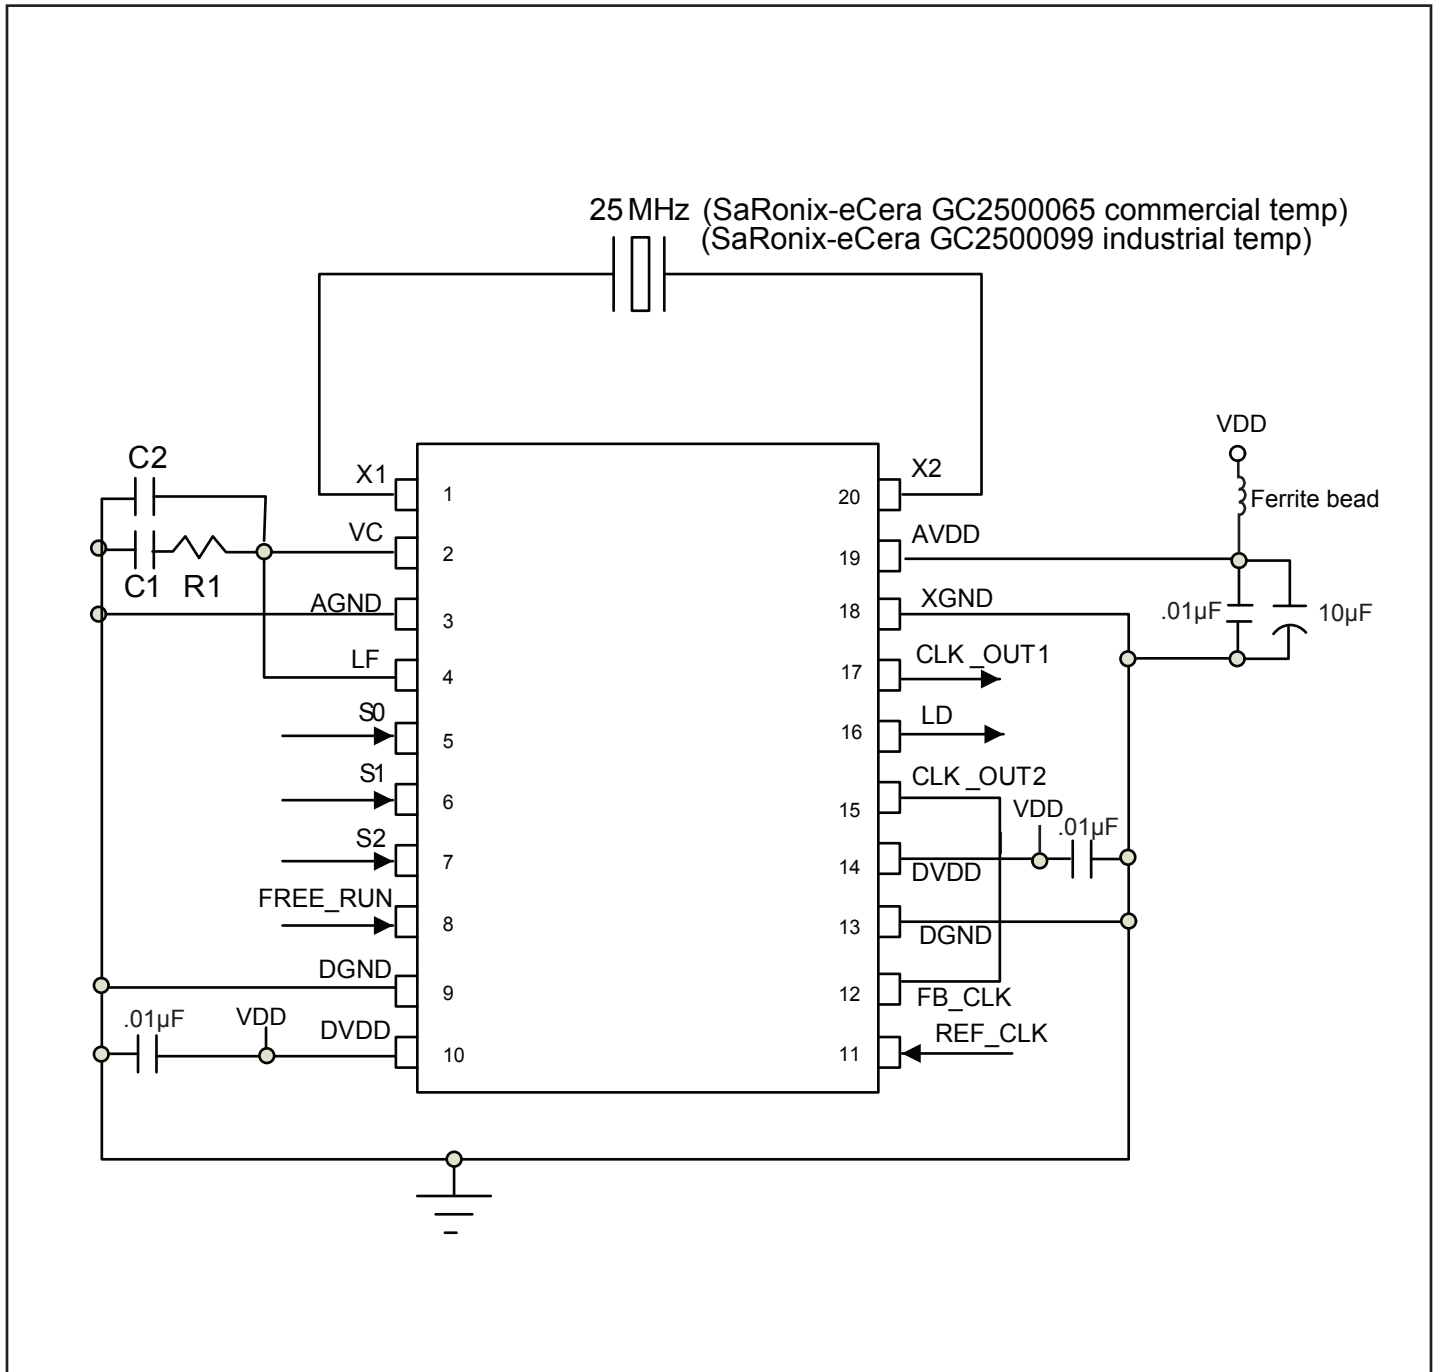 25 MHz (SaRonix-eCera GC2500065 commercial temp)
(SaRonix-eCera GC2500099 industrial temp)
VDD
Ferrite bead
.01µF
10µF
C2
C1
R1
X1
1
VC
2
AGND
3
LF
4
S0
5
S1
6
S2
7
FREE_RUN
8
DGND
9
.01µF
VDD
DVDD
10
X2
20
AVDD
19
XGND
18
CLK_OUT1
17
LD
16
CLK_OUT2
15
VDD
.01µF
14
DVDD
13
DGND
12
FB_CLK
REF_CLK
11